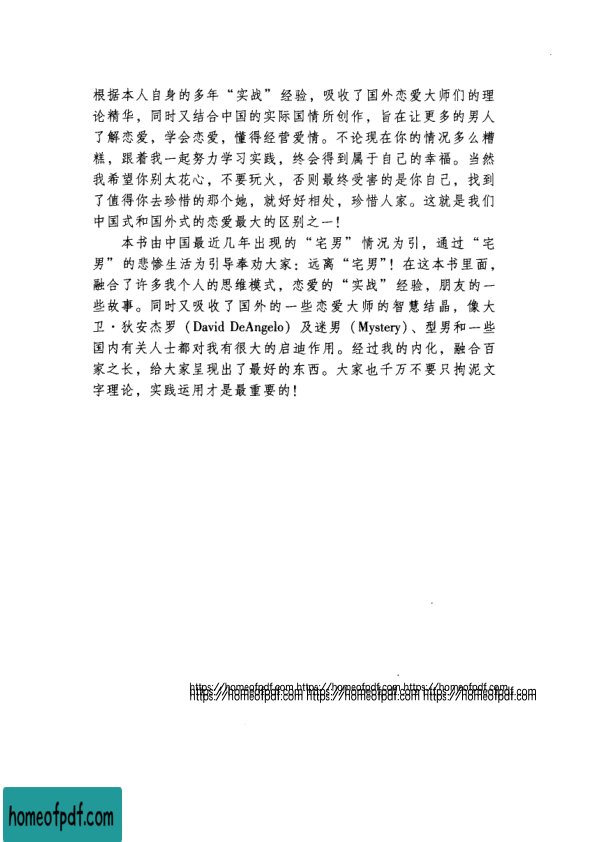 根据本人自身的多年“实战”经验，吸收了国外恋爱大师们的理
论精华，同时又结合中国的实际国情所创作，旨在让更多的男人
了解恋爱，学会恋爱，懂得经营爱情。不论现在你的情况多么糟
糕，跟着我一起努力学习实践，终会得到属于自己的幸福。当然
我希望你别太花心，不要玩火，否则最终受害的是你自己，找到
了值得你去珍惜的那个她，就好好相处，珍惜人家。这就是我们
中国式和国外式的恋爱最大的区别之一！
本书由中国最近几年出现的“宅男”情况为引，通过“宅
男”的悲惨生活为引导奉劝大家：远离“宅男”！在这本书里面，
融合了许多我个人的思维模式，恋爱的“实战”经验，朋友的一
些故事。同时又吸收了国外的一些恋爱大师的智慧结晶，像大
卫·狄安杰罗（David DeAngelo）及迷男（Mystery）、型男和一些
国内有关人士都对我有很大的启迪作用。经过我的内化，融合百
家之长，给大家呈现出了最好的东西。大家也千万不要只拘泥文
字理论，实践运用才是最重要的！
https://homeofpdf.com https://homeofpdf.com https://homeofpdf.com
https://homeofpdf.com https://homeofpdf.com https://homeofpdf.com
homeofpdf.com